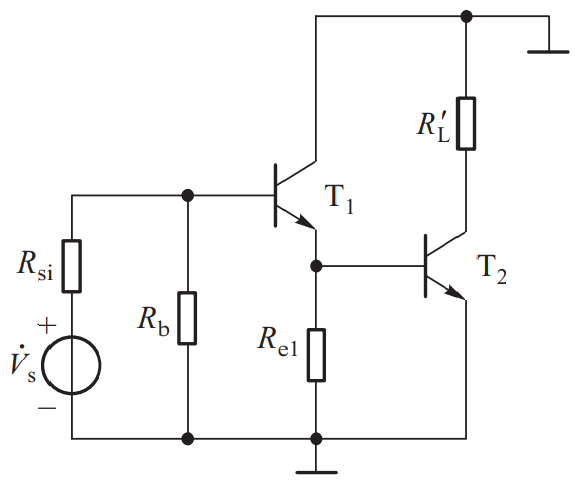 R′L
T1
Rsi
T2
+
Rb
Re1
V̇s
−